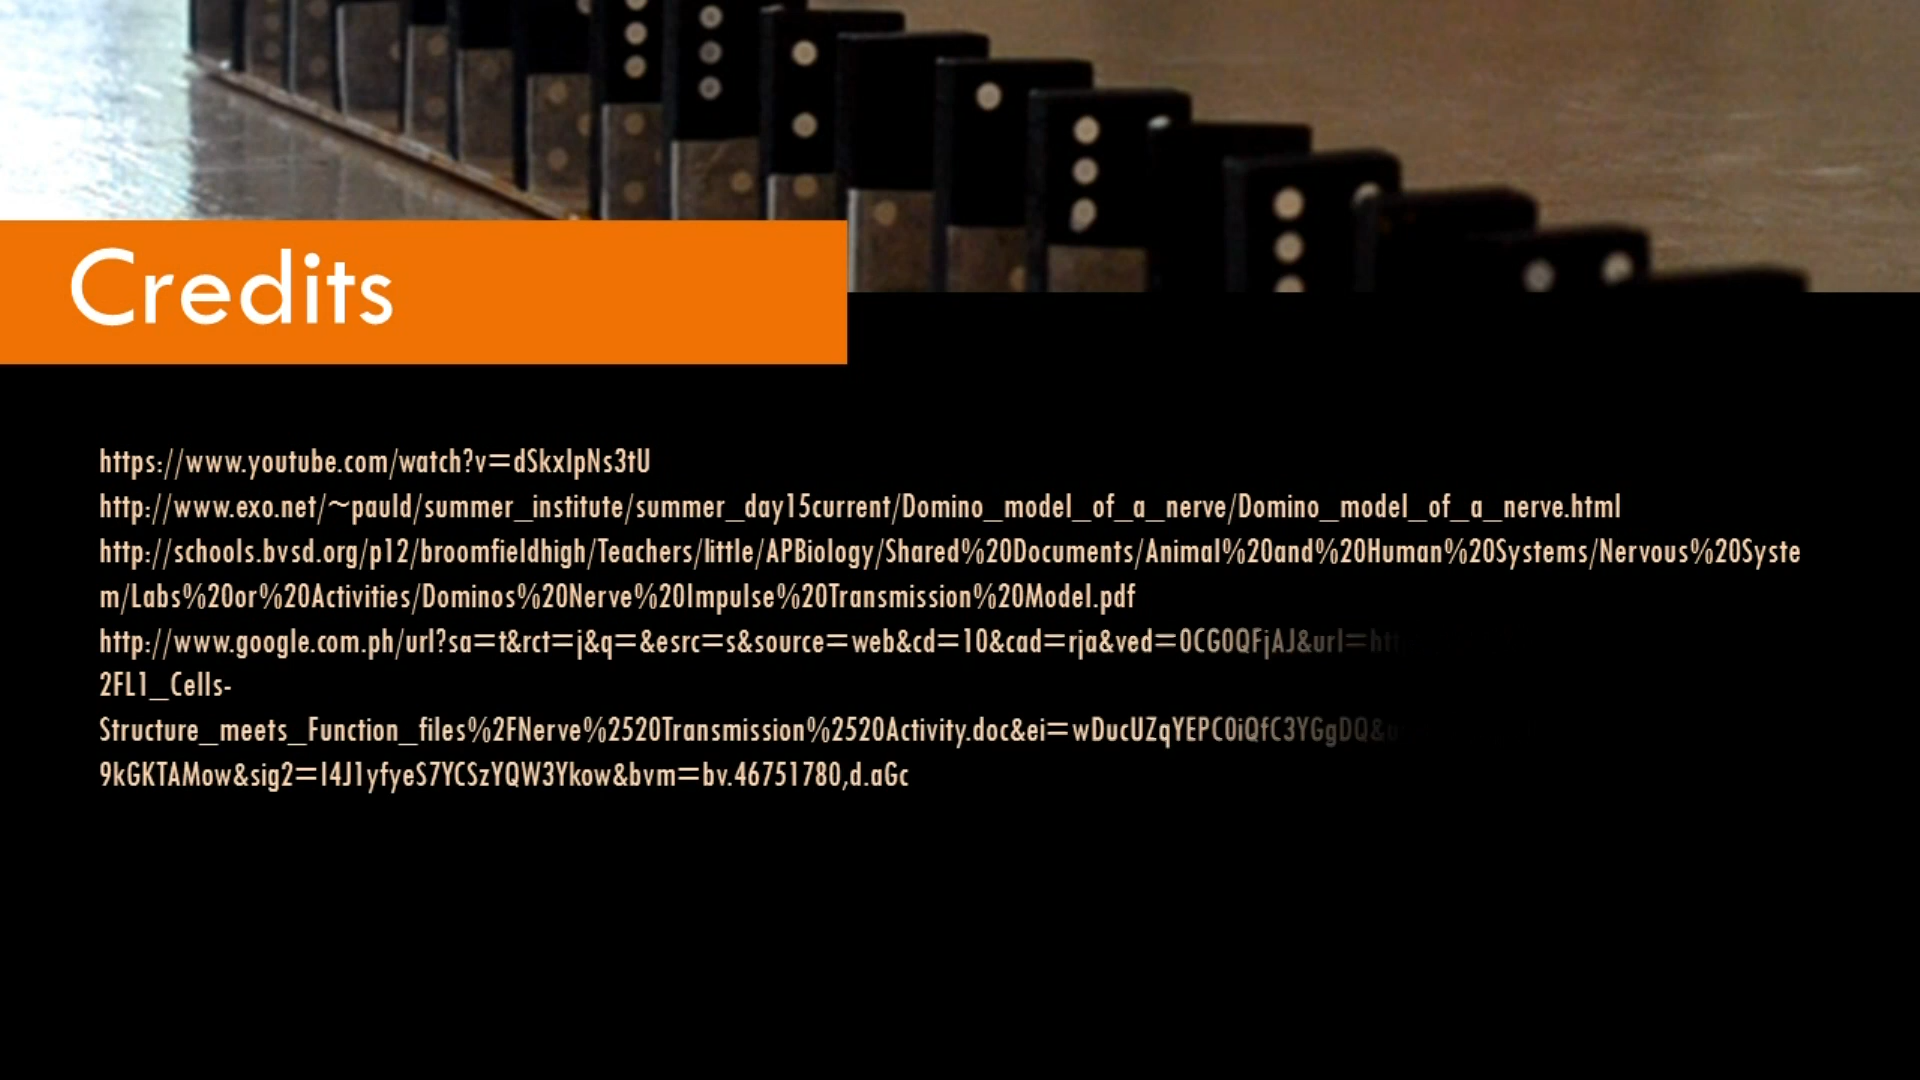 Credits
https://www.youtube.com/watch?v=dSkxIpNs3tU
http://www.exo.net/~pauld/summer_institute/summer_day15current/Domino_model_of_a_nerve/Domino_model_of_a_nerve.html
http://schools.bvsd.org/p12/broomfieldhigh/Teachers/little/APBiology/Shared%20Documents/Animal%20and%20Human%20Systems/Nervous%20Syste
m/Labs%20or%20Activities/Dominos%20Nerve%20Impulse%20Transmission%20Model.pdf
http://www.google.com.ph/url?sa=t&rct=j&q=&esrc=s&source=web&cd=10&cad=rja&ved=0CG0QFjAJ&url=htt
2FL1_Cells-
Structure_meets_Function_files%2FNerve%2520Transmission%2520Activity.doc&ei=wDucUZqYEPC0iQfC3YGgDQ&u
9kGKTAMow&sig2=I4J1yfyeS7YCSzYQW3Ykow&bvm=bv.46751780,d.aGc